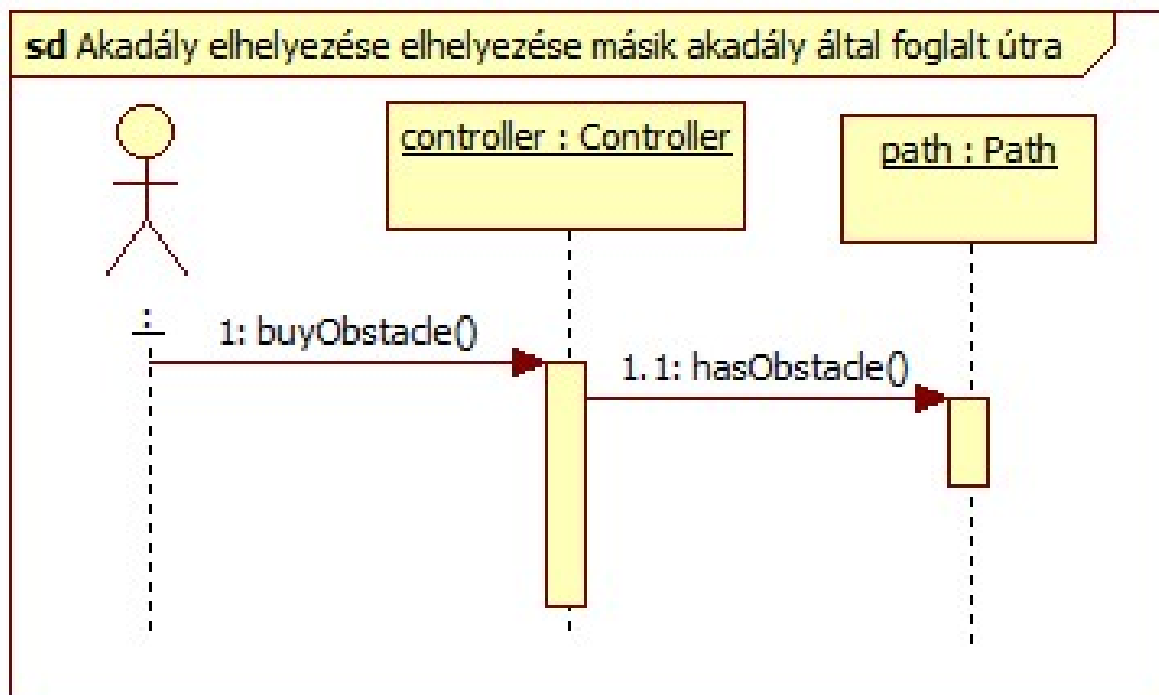 sd Akadály elhelyezése elhelyezése másik akadály által foglalt útra
controller : Controller
path : Path
:
1: buyObstacle()
1.1: hasObstacle()